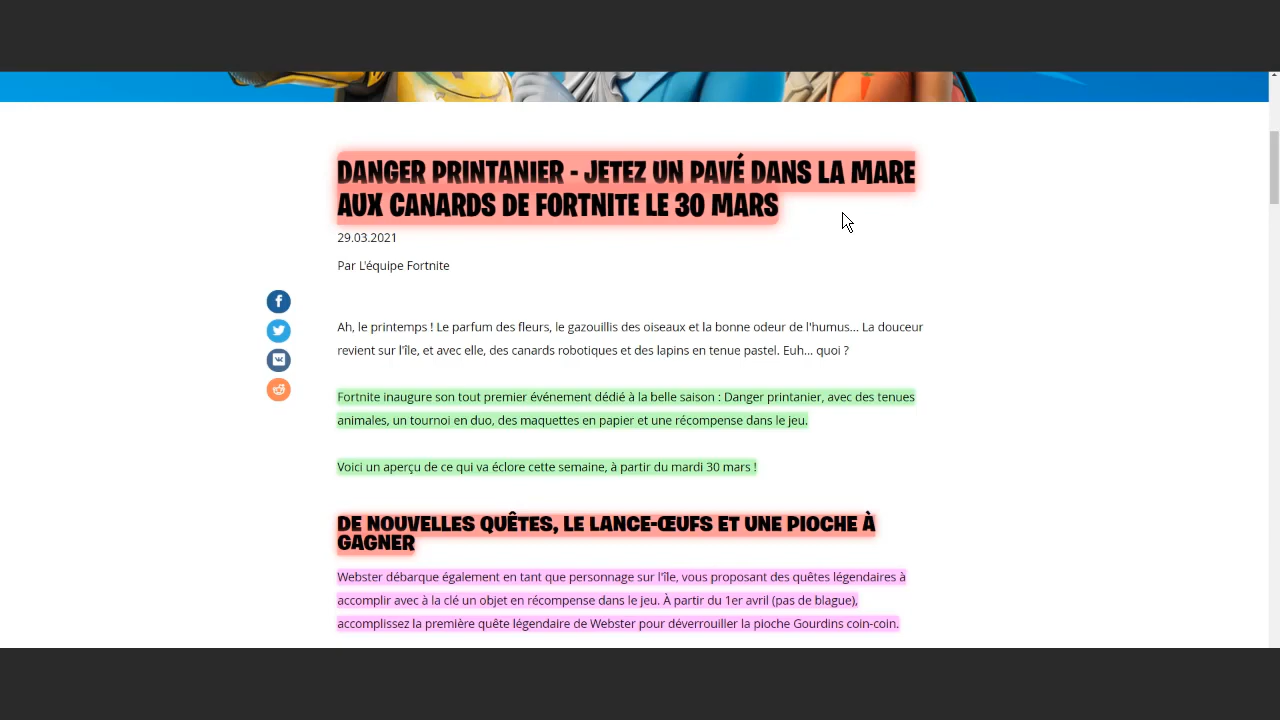 DANGER PRINTANIER - JETEZ UN PAVÉ DANS LA MARE
AUX CANARDS DE FORTNITE LE 30 MARS
29.03.2021
Par L'équipe Fortnite
Ah, le printemps ! Le parfum des fleurs, le gazouillis des oiseaux et la bonne odeur de l'humus... La douceur
revient sur l'île, et avec elle, des canards robotiques et des lapins en tenue pastel. Euh... quoi ?
Fortnite inaugure son tout premier événement dédié à la belle saison : Danger printanier, avec des tenues
animales, un tournoi en duo, des maquettes en papier et une récompense dans le jeu.
Voici un aperçu de ce qui va éclore cette semaine, à partir du mardi 30 mars !
DE NOUVELLES QUÊTES, LE LANCE-ŒUFS ET UNE PIOCHE À
GAGNER
Webster débarque également en tant que personnage sur l'île, vous proposant des quêtes légendaires à
accomplir avec à la clé un objet en récompense dans le jeu. À partir du 1er avril (pas de blague),
accomplissez la première quête légendaire de Webster pour déverrouiller la pioche Gourdins coin-coin.